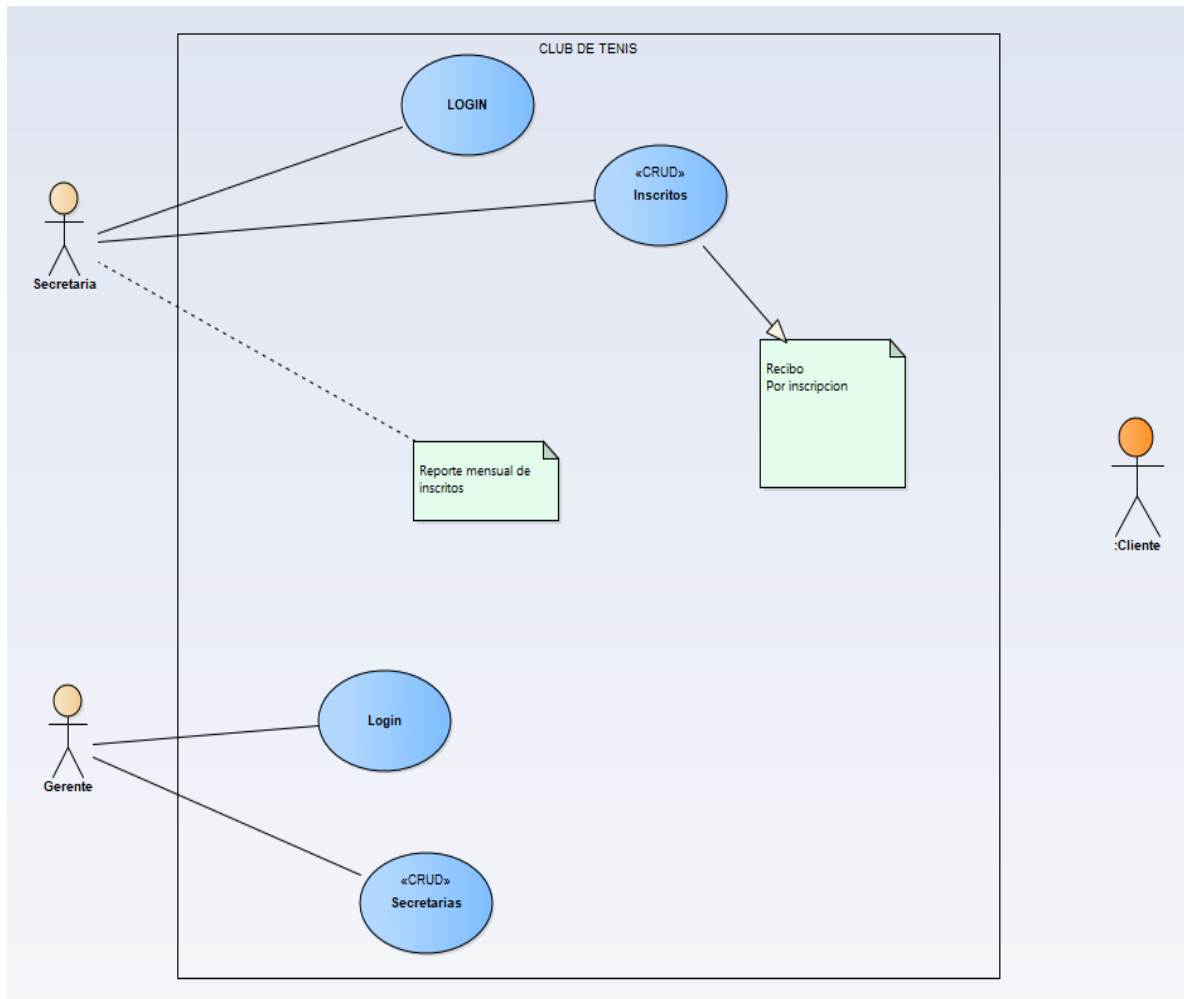 CLUB DE TENIS
LOGIN
«CRUD»
Inscritos
Secretaria
Recibo
Por inscripcion
Reporte mensual de
inscritos
:Cliente
Login
Gerente
«CRUD»
Secretarias